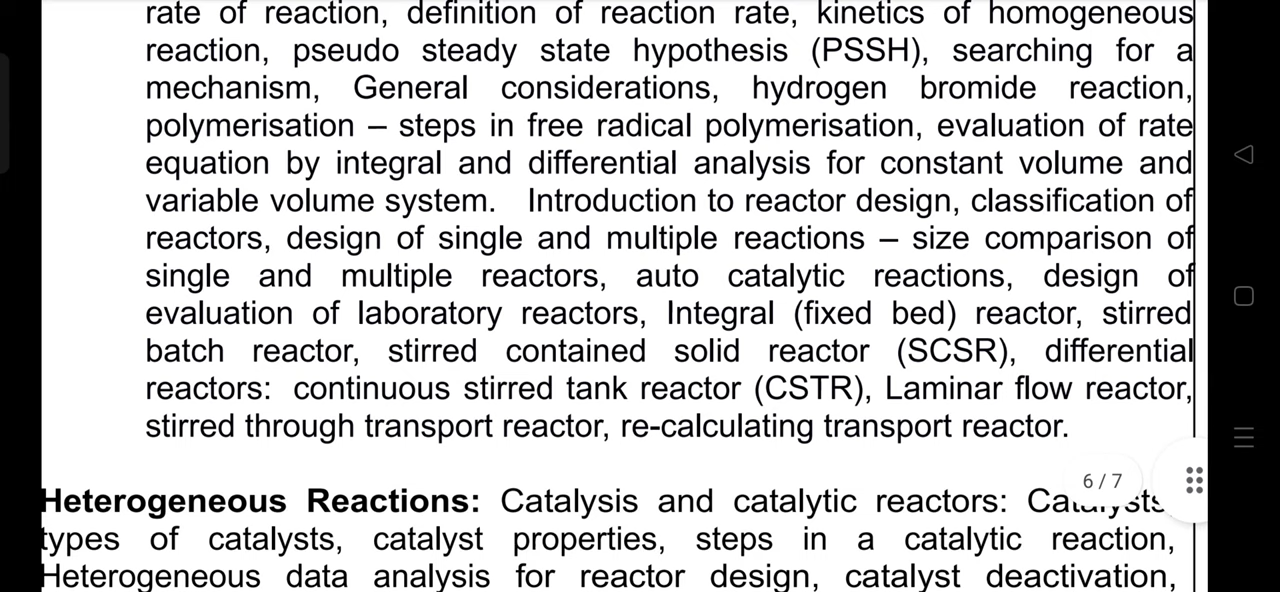 rate of reaction, definition of reaction rate, kinetics of homogeneous
reaction, pseudo steady state hypothesis (PSSH), searching for a
mechanism, General considerations, hydrogen bromide reaction,
polymerisation – steps in free radical polymerisation, evaluation of rate
equation by integral and differential analysis for constant volume and
variable volume system. Introduction to reactor design, classification of
reactors, design of single and multiple reactions – size comparison of
single and multiple reactors, auto catalytic reactions, design of
evaluation of laboratory reactors, Integral (fixed bed) reactor, stirred
batch reactor, stirred contained solid reactor (SCSR), differential
reactors: continuous stirred tank reactor (CSTR), Laminar flow reactor,
stirred through transport reactor, re-calculating transport reactor.
6 / 7
Heterogeneous Reactions: Catalysis and catalytic reactors: Catalysts,
types of catalysts, catalyst properties, steps in a catalytic reaction,
Heterogeneous data analysis for reactor design, catalyst deactivation,